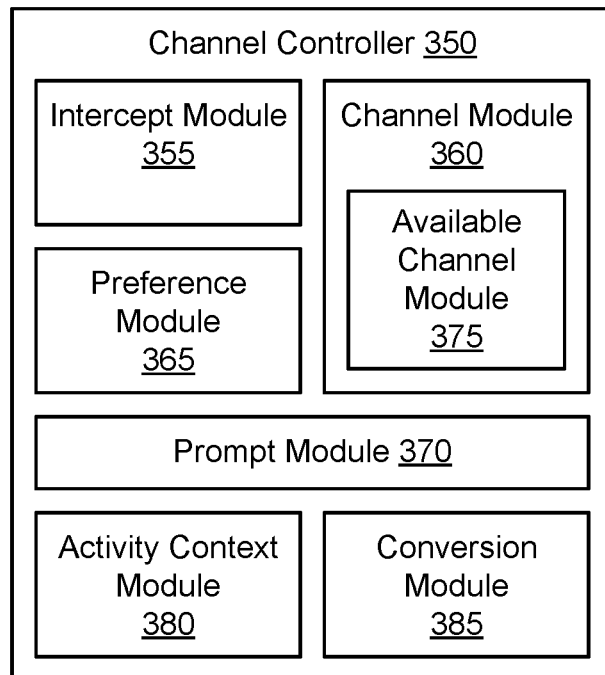 Channel Controller 350
Intercept Module
355
Channel Module
360
Available
Channel
Module
375
Preference
Module
365
Prompt Module 370
Activity Context
Module
380
Conversion
Module
385